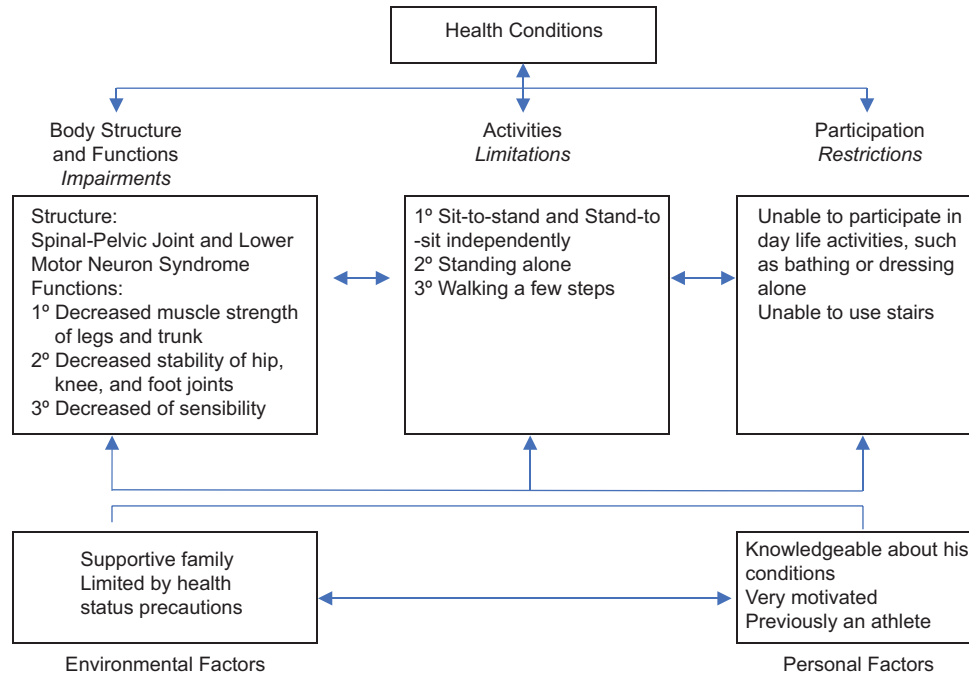 Health Conditions
Body Structure
and Functions
Impairments
Activities
Limitations
Participation
Restrictions
Structure:
Spinal-Pelvic Joint and Lower
Motor Neuron Syndrome
Functions:
1º Decreased muscle strength
of legs and trunk
2º Decreased stability of hip,
knee, and foot joints
3º Decreased of sensibility
1º Sit-to-stand and Stand-to
-sit independently
2º Standing alone
3º Walking a few steps
Unable to participate in
day life activities, such
as bathing or dressing
alone
Unable to use stairs
Supportive family
Limited by health
status precautions
Knowledgeable about his
conditions
Very motivated
Previously an athlete
Environmental Factors
Personal Factors